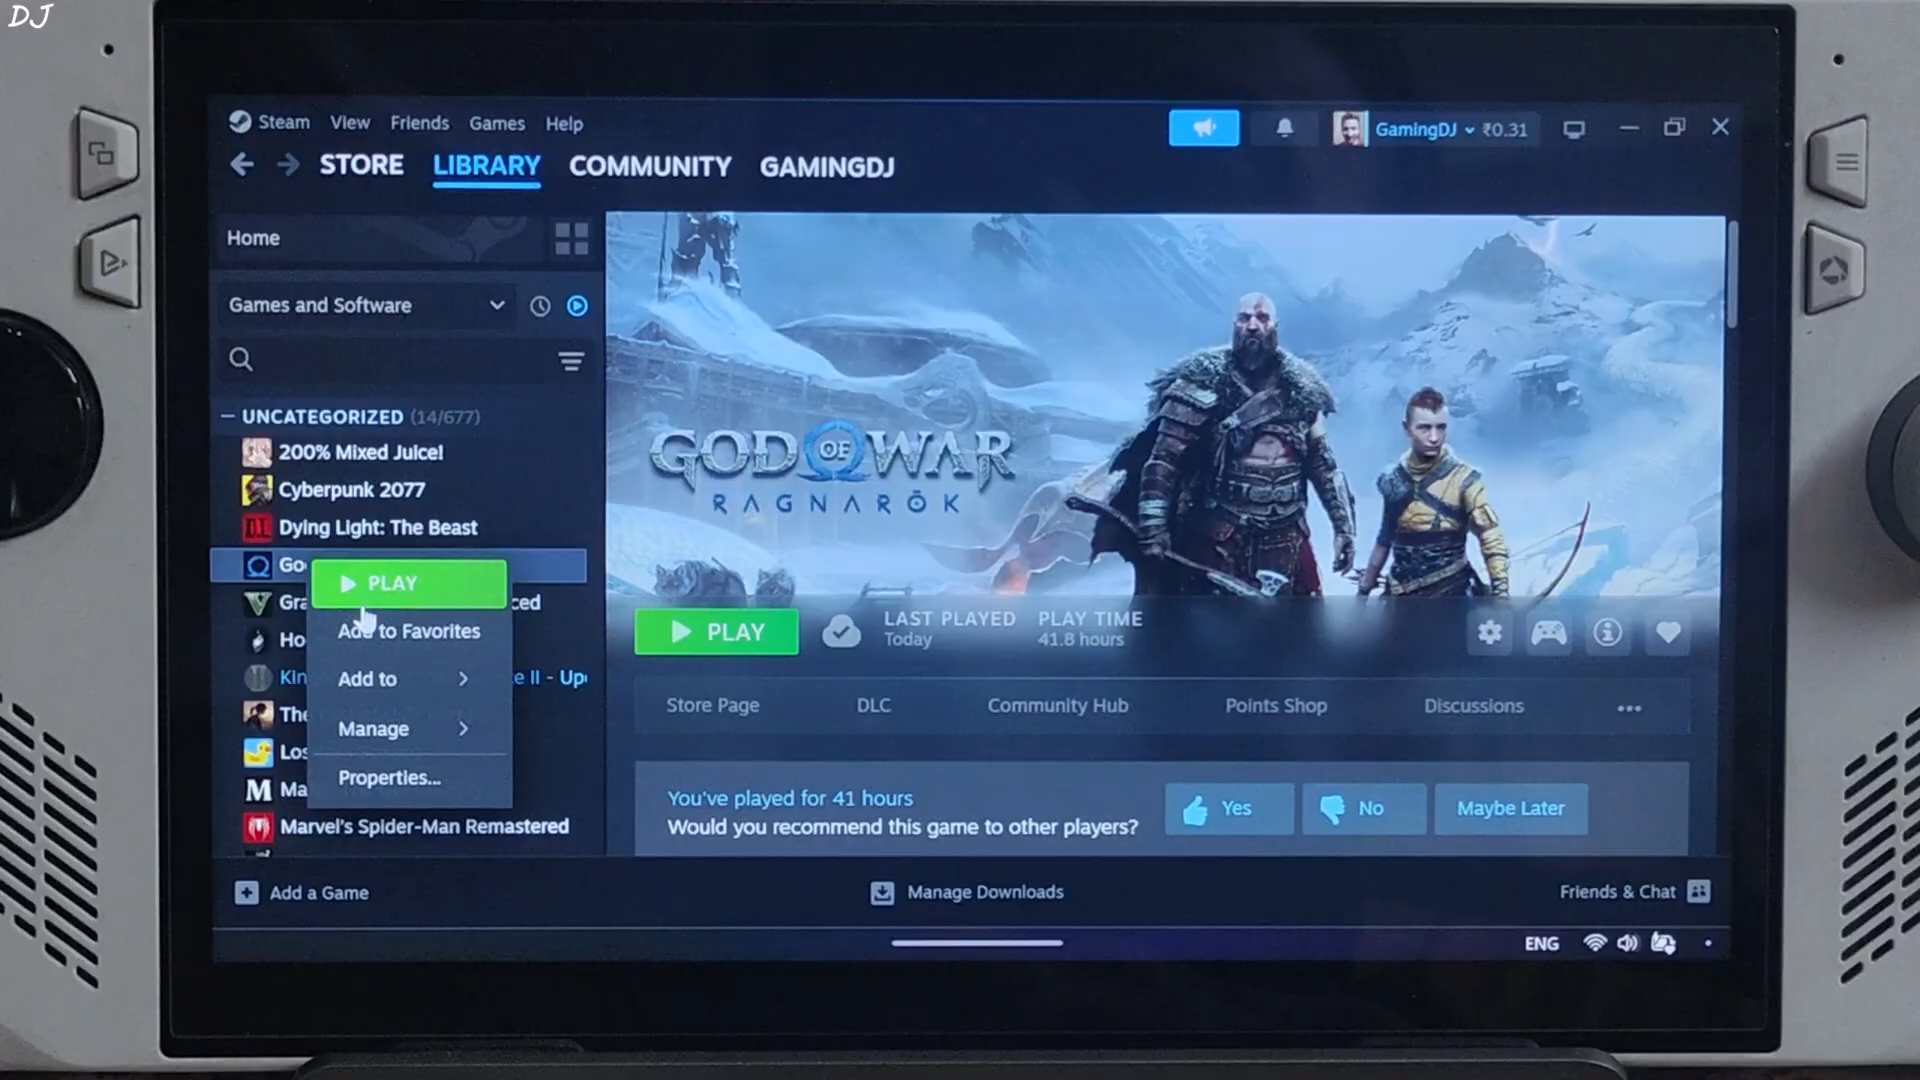 DJ
Steam View Friends Games Help
GamingDJ ₹0.31
STORE LIBRARY COMMUNITY GAMINGDJ
Home
Games and Software
UNCATEGORIZED (14/677)
200% Mixed Juice!
Cyberpunk 2077
Dying Light: The Beast
Go
Gra ced
Ho
Kin e II - Up
The
Los
Ma
Marvel's Spider-Man Remastered
PLAY
Add to Favorites
Add to
Manage
Properties...
GOD OF WAR
RAGNARÖK
PLAY
LAST PLAYED
Today
PLAY TIME
41.8 hours
Store Page DLC Community Hub Points Shop Discussions
You've played for 41 hours
Would you recommend this game to other players?
Yes No Maybe Later
Add a Game
Manage Downloads
Friends & Chat
ENG